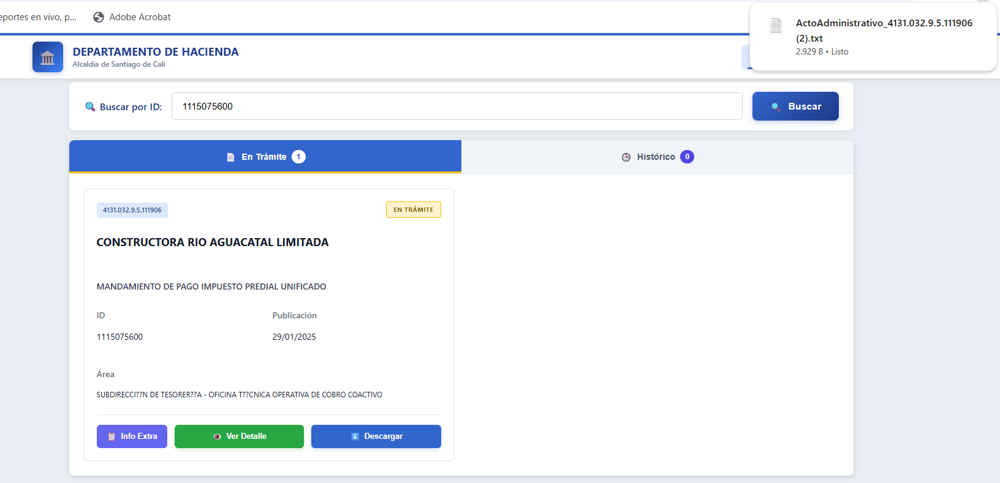 eportes en vivo, p...
Adobe Acrobat
ActoAdministrativo_4131.032.9.5.111906
(2).txt
2.929 B • Listo
DEPARTAMENTO DE HACIENDA
Alcaldía de Santiago de Cali
Buscar por ID:
1115075600
Buscar
En Trámite 1
Histórico 0
4131.032.9.5.111906
EN TRÁMITE
CONSTRUCTORA RIO AGUACATAL LIMITADA
MANDAMIENTO DE PAGO IMPUESTO PREDIAL UNIFICADO
ID
Publicación
1115075600
29/01/2025
Área
SUBDIRECCI??N DE TESORER??A - OFICINA T??CNICA OPERATIVA DE COBRO COACTIVO
Info Extra
Ver Detalle
Descargar